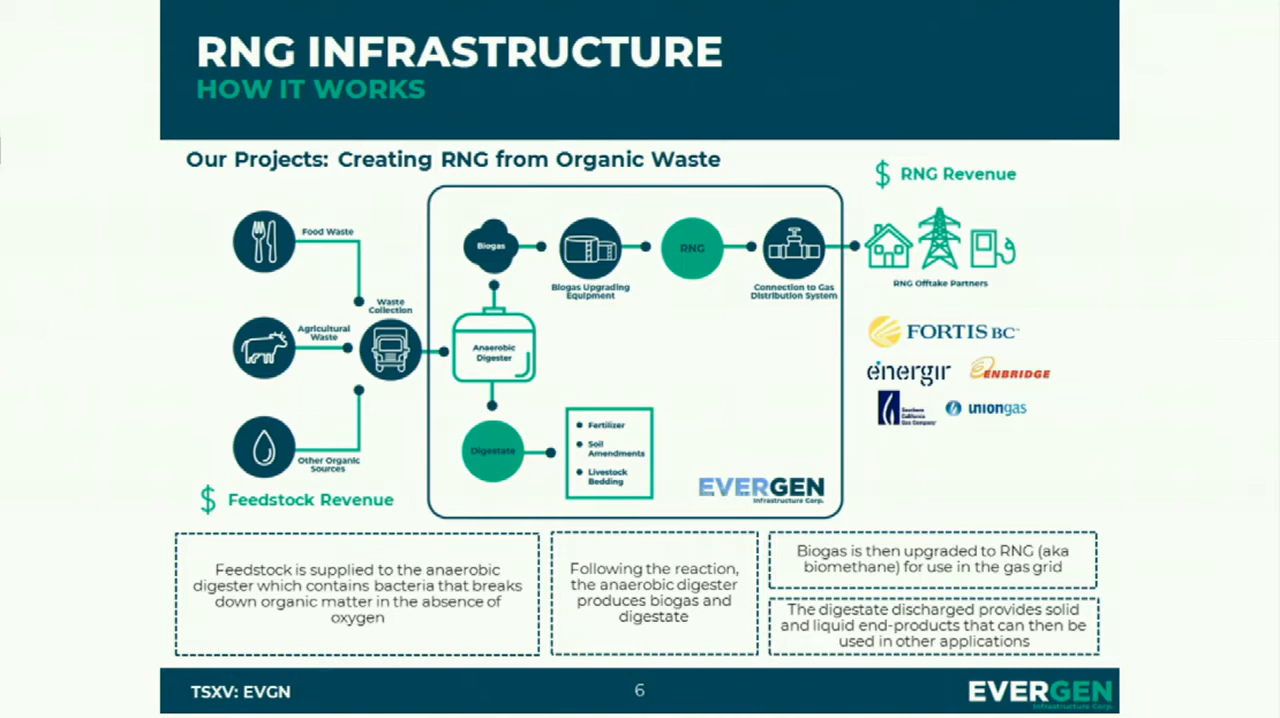 RNG INFRASTRUCTURE
HOW IT WORKS
Our Projects: Creating RNG from Organic Waste
$ RNG Revenue
Food Waste
Agricultural
Waste
Other Organic
Sources
$ Feedstock Revenue
Waste
Collection
Anaerobic
Digester
Biogas
Biogas Upgrading
Equipment
RNG
Connection to Gas
Distribution System
Digestate
Fertilizer
Soil
Amendments
Livestock
Bedding
EVERGEN
Infrastructure Corp.
RNG Offtake Partners
FORTIS BC
énergir
ENBRIDGE
Southern
California
Gas Company
uniongas
Feedstock is supplied to the anaerobic
digester which contains bacteria that breaks
down organic matter in the absence of
oxygen
Following the reaction,
the anaerobic digester
produces biogas and
digestate
Biogas is then upgraded to RNG (aka
biomethane) for use in the gas grid
The digestate discharged provides solid
and liquid end-products that can then be
used in other applications
TSXV: EVGN
6
EVERGEN
Infrastructure Corp.